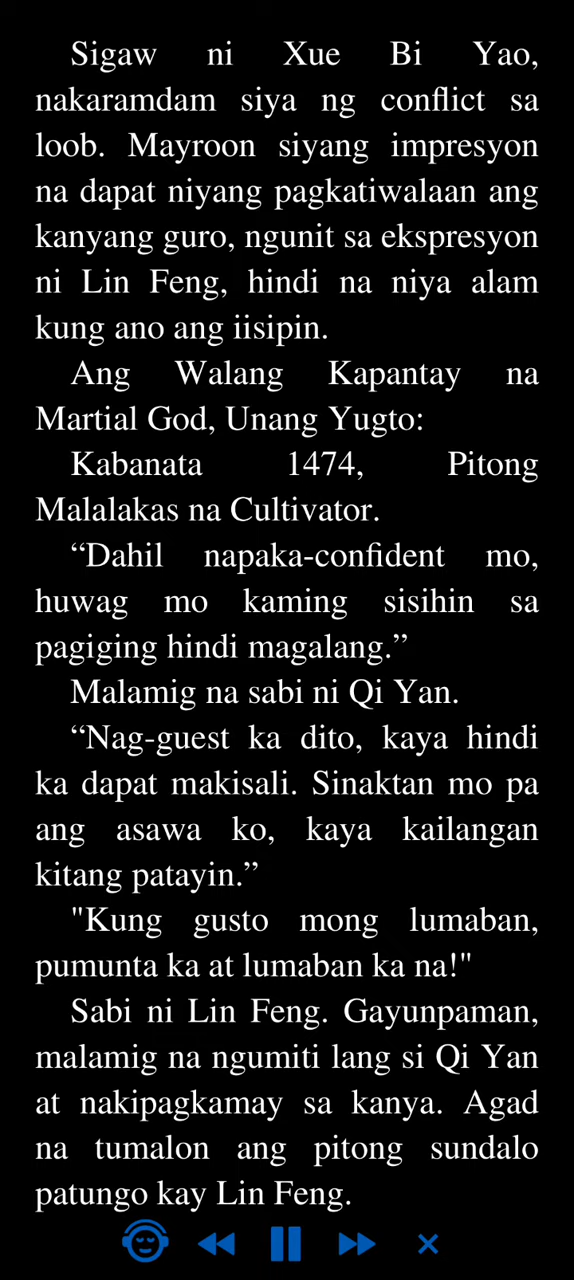 Sigaw ni Xue Bi Yao,
nakaramdam siya ng conflict sa
loob. Mayroon siyang impresyon
na dapat niyang pagkatiwalaan ang
kanyang guro, ngunit sa ekspresyon
ni Lin Feng, hindi na niya alam
kung ano ang iisipin.
Ang Walang Kapantay na
Martial God, Unang Yugto:
Kabanata 1474, Pitong
Malalakas na Cultivator.
“Dahil napaka-confident mo,
huwag mo kaming sisihin sa
pagiging hindi magalang.”
Malamig na sabi ni Qi Yan.
“Nag-guest ka dito, kaya hindi
ka dapat makisali. Sinaktan mo pa
ang asawa ko, kaya kailangan
kitang patayin.”
"Kung gusto mong lumaban,
pumunta ka at lumaban ka na!"
Sabi ni Lin Feng. Gayunpaman,
malamig na ngumiti lang si Qi Yan
at nakipagkamay sa kanya. Agad
na tumalon ang pitong sundalo
patungo kay Lin Feng.